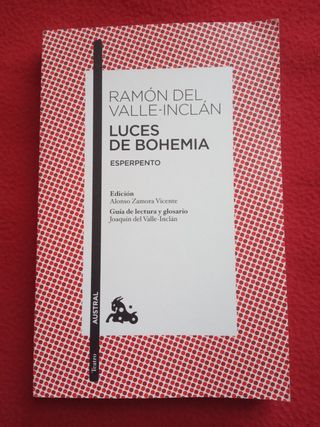 RAMÓN DEL
VALLE-INCLÁN
LUCES
DE BOHEMIA
ESPERPENTO
Edición
Alonso Zamora Vicente
Guía de lectura y glosario
Joaquín del Valle-Inclán
AUSTRAL
Teatro